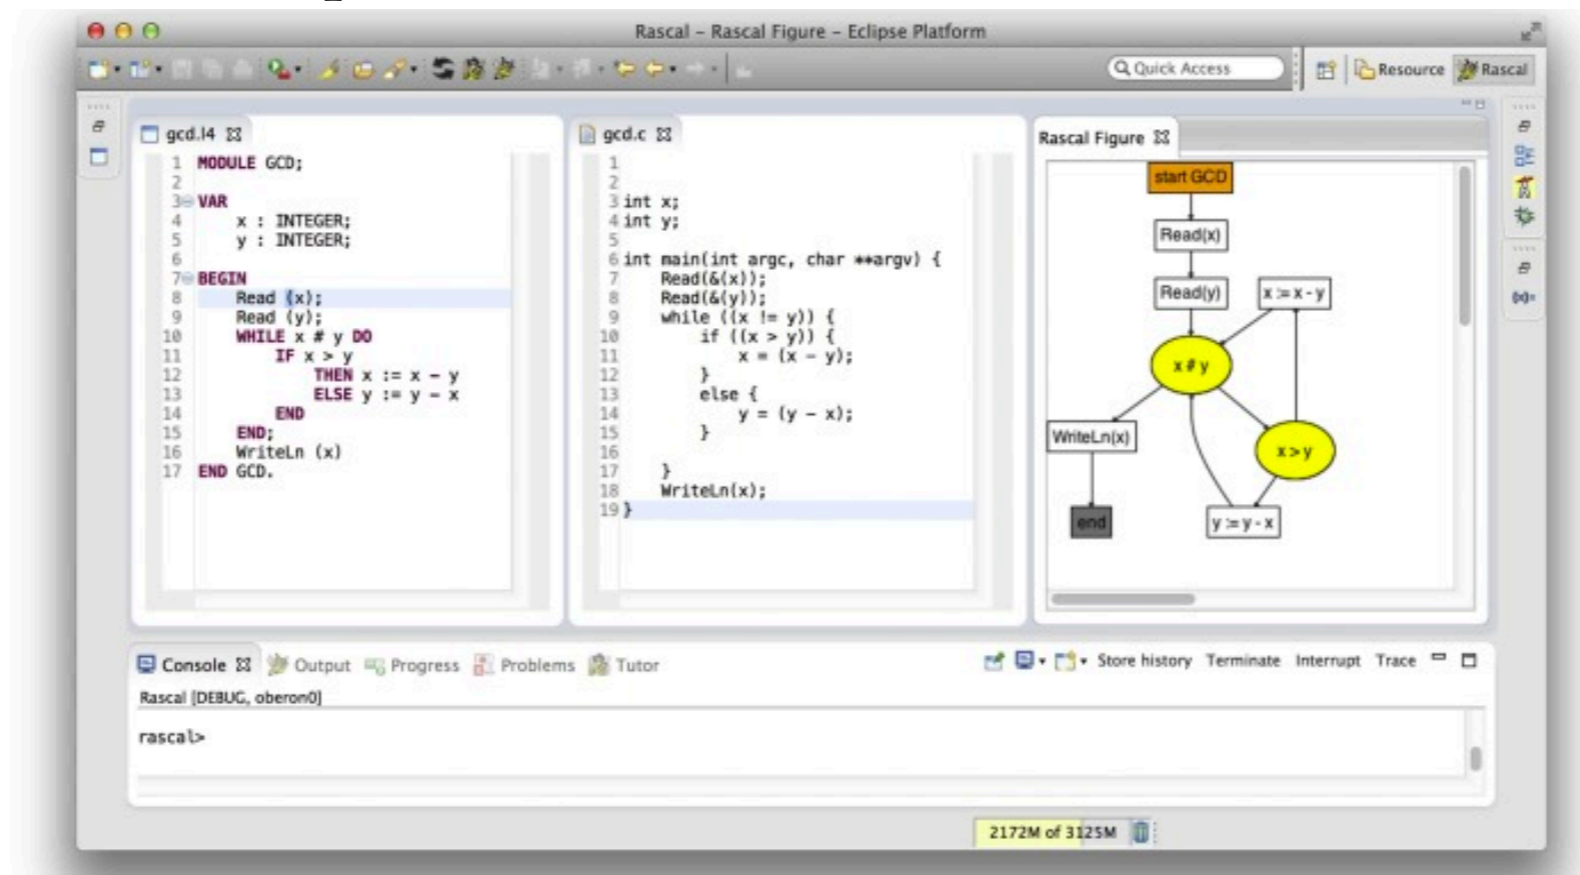 Rascal – Rascal Figure – Eclipse Platform
Quick Access
Resource
Rascal
gcd.l4
1 MODULE GCD;
2
3 VAR
4 x : INTEGER;
5 y : INTEGER;
6
7 BEGIN
8 Read (x);
9 Read (y);
10 WHILE x # y DO
11 IF x > y
12 THEN x := x – y
13 ELSE y := y – x
14 END
15 END;
16 WriteLn (x)
17 END GCD.
gcd.c
1
2
3 int x;
4 int y;
5
6 int main(int argc, char **argv) {
7 Read(&(x));
8 Read(&(y));
9 while ((x != y)) {
10 if ((x > y)) {
11 x = (x – y);
12 }
13 else {
14 y = (y – x);
15 }
16
17 }
18 WriteLn(x);
19 }
Rascal Figure
start GCD
Read(x)
Read(y)
x := x - y
x # y
WriteLn(x)
x > y
end
y := y - x
Console
Output
Progress
Problems
Tutor
Store history
Terminate
Interrupt
Trace
Rascal [DEBUG, oberon0]
rascal>
2172M of 3125M